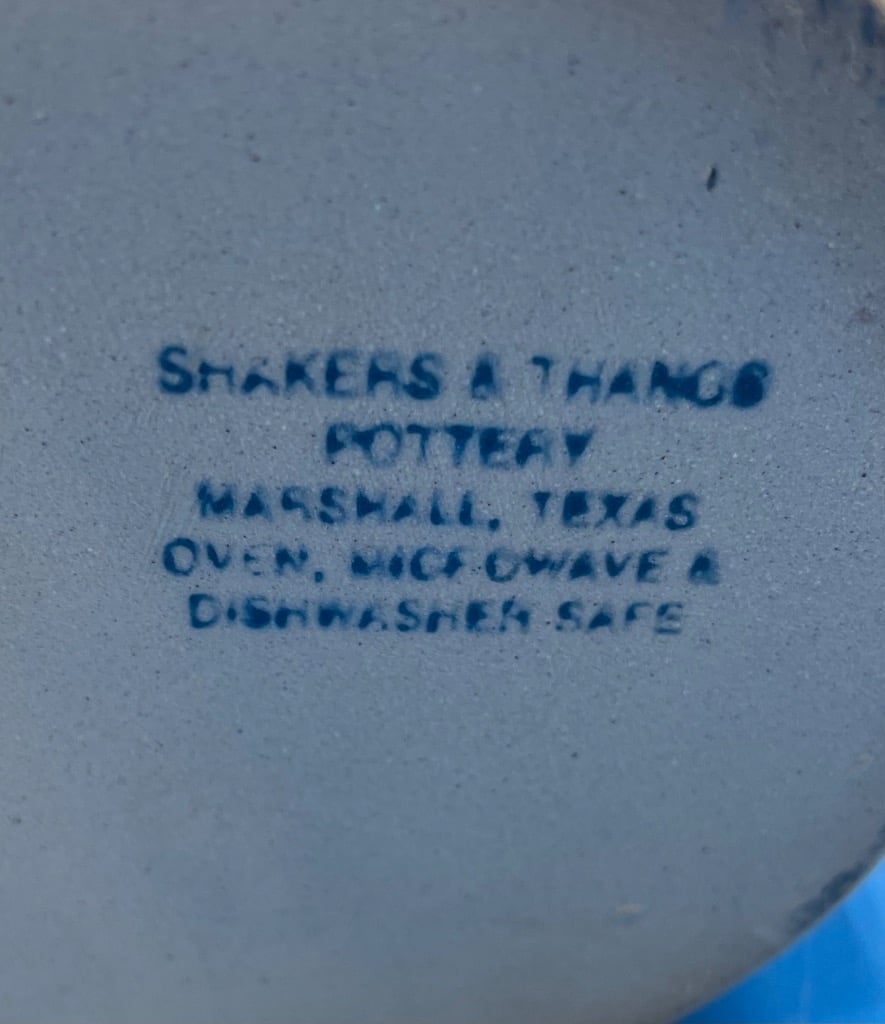 SHAKERS & THANGS
POTTERY
MARSHALL, TEXAS
OVEN, MICROWAVE &
DISHWASHER SAFE